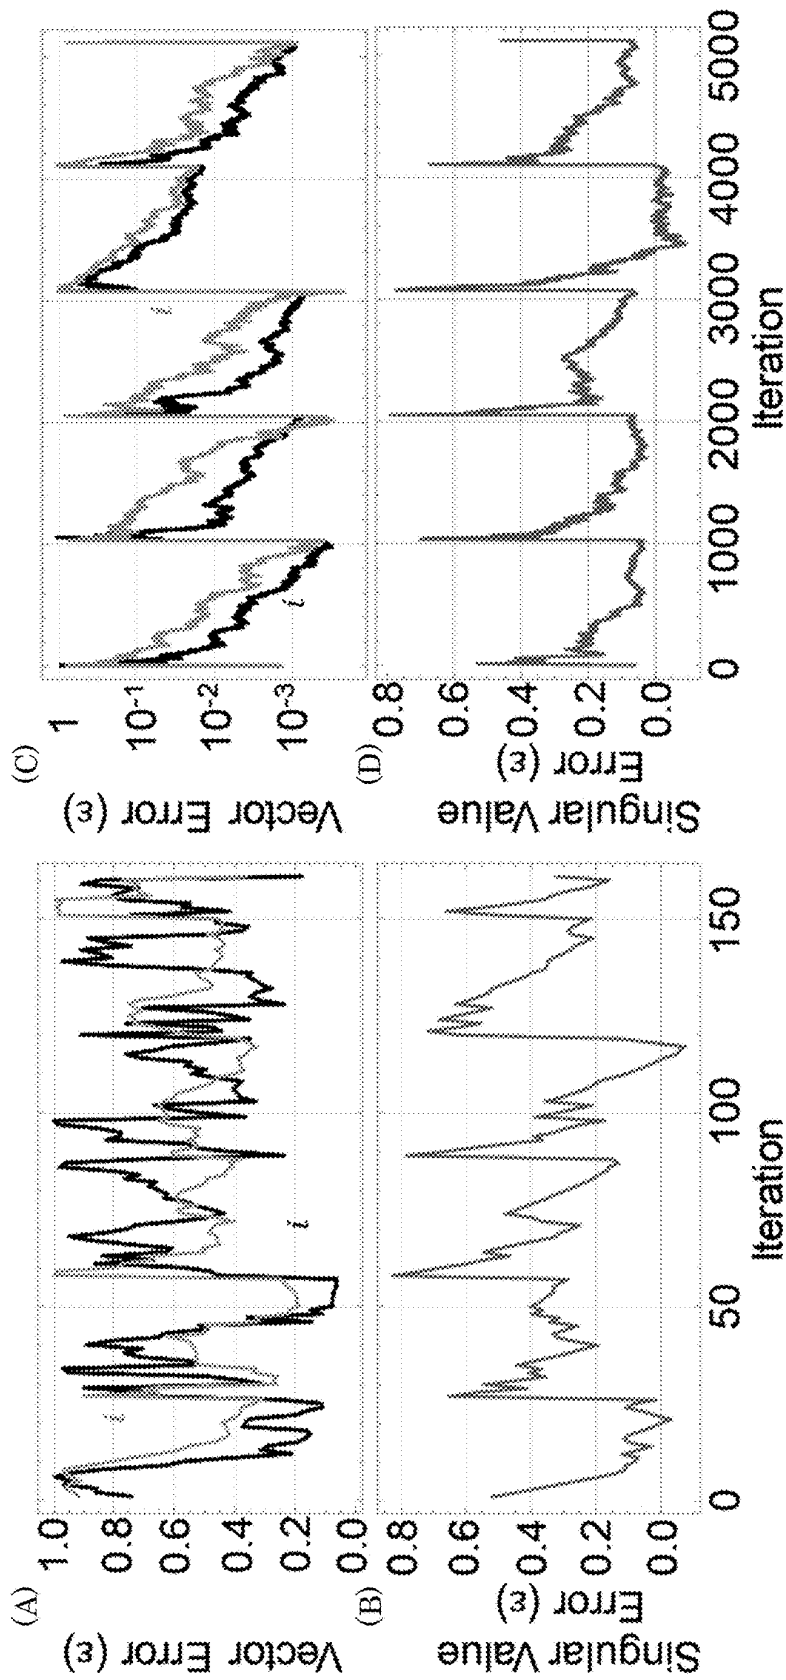 (A)
Vector Error (ε)
1.0
0.8
0.6
0.4
0.2
0.0
i
i
(B)
Singular Value
Error (ε)
0.8
0.6
0.4
0.2
0.0
0
50
100
150
Iteration
(C)
Vector Error (ε)
1
10⁻¹
10⁻²
10⁻³
i
i
(D)
Singular Value
Error (ε)
0.8
0.6
0.4
0.2
0.0
0
1000
2000
3000
4000
5000
Iteration